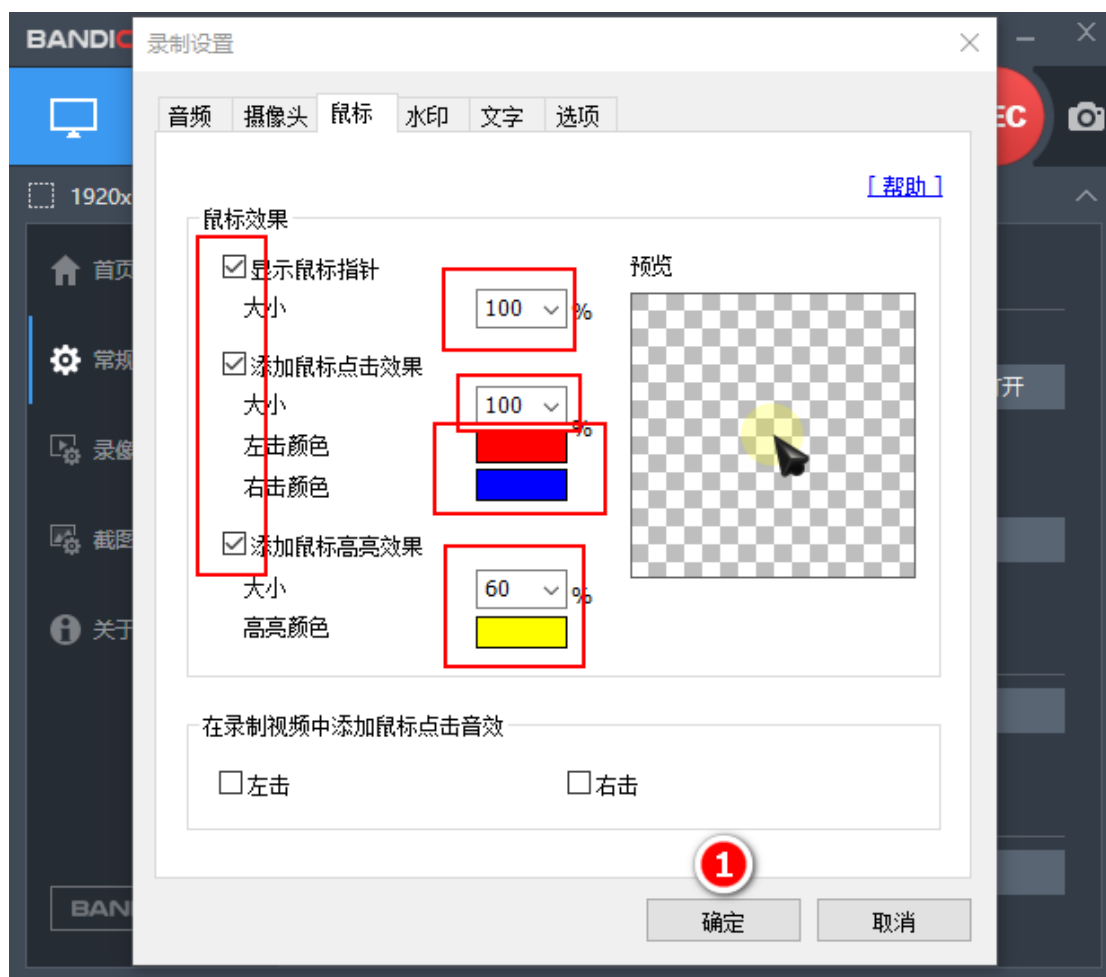 BANDIC
录制设置
音频 摄像头 鼠标 水印 文字 选项
EC
1920x
[ 帮助 ]
鼠标效果
首页
显示鼠标指针
预览
大小 100 %
常规
添加鼠标点击效果
打开
大小 100 %
左击颜色
录像
右击颜色
截图
添加鼠标高亮效果
大小 60 %
关于
高亮颜色
在录制视频中添加鼠标点击音效
左击 右击
1
BAN
确定 取消